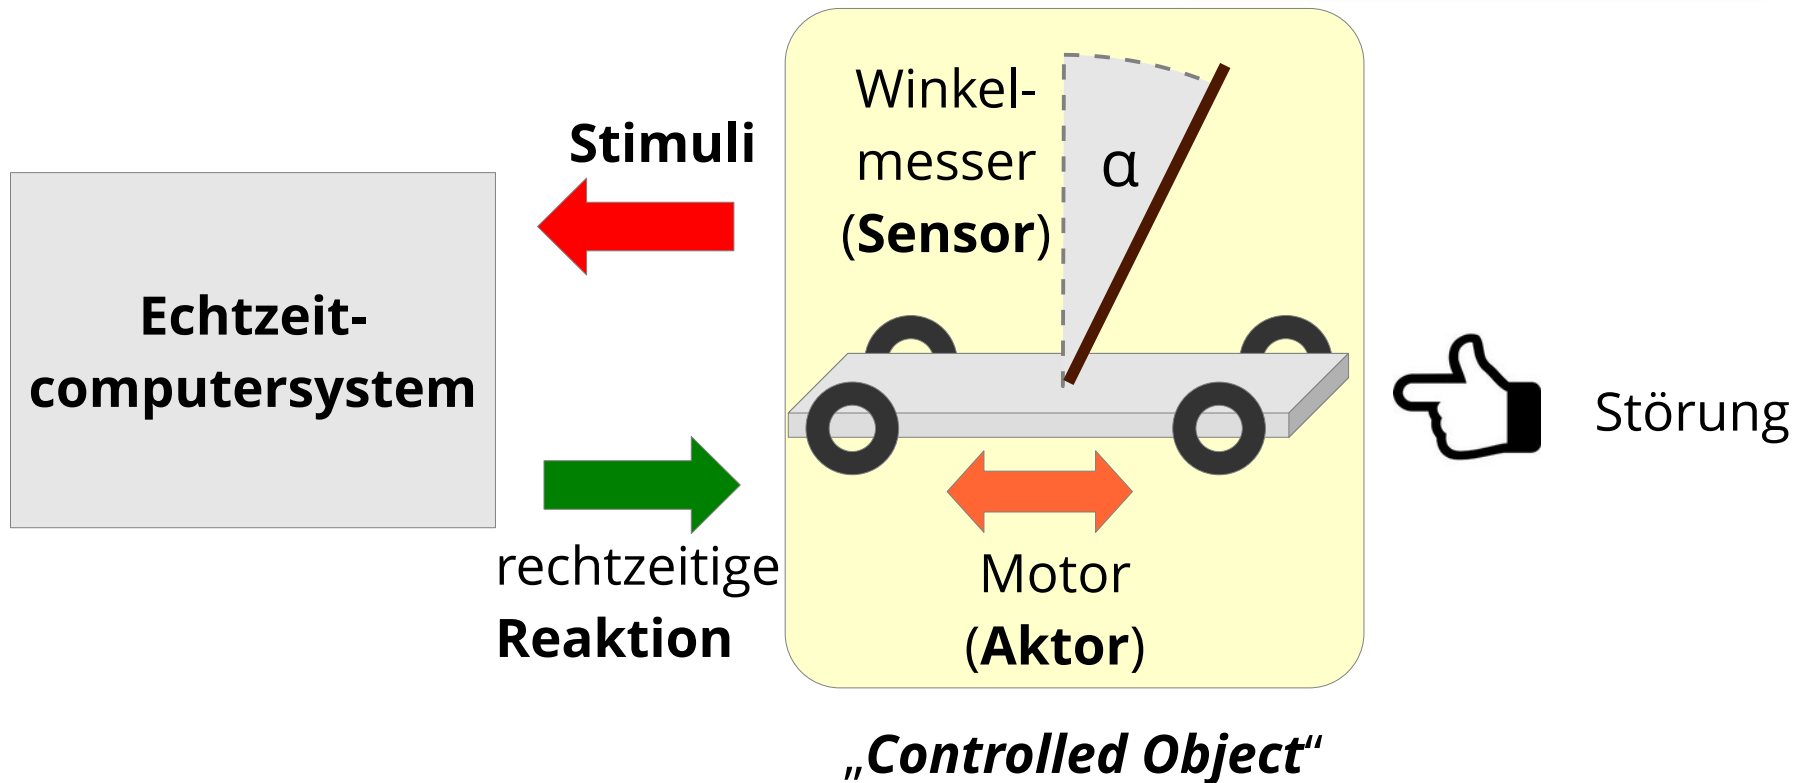 Stimuli
Echtzeit-
computersystem
rechtzeitige
Reaktion
Winkel-
messer
(Sensor)
α
Motor
(Aktor)
Störung
„Controlled Object“